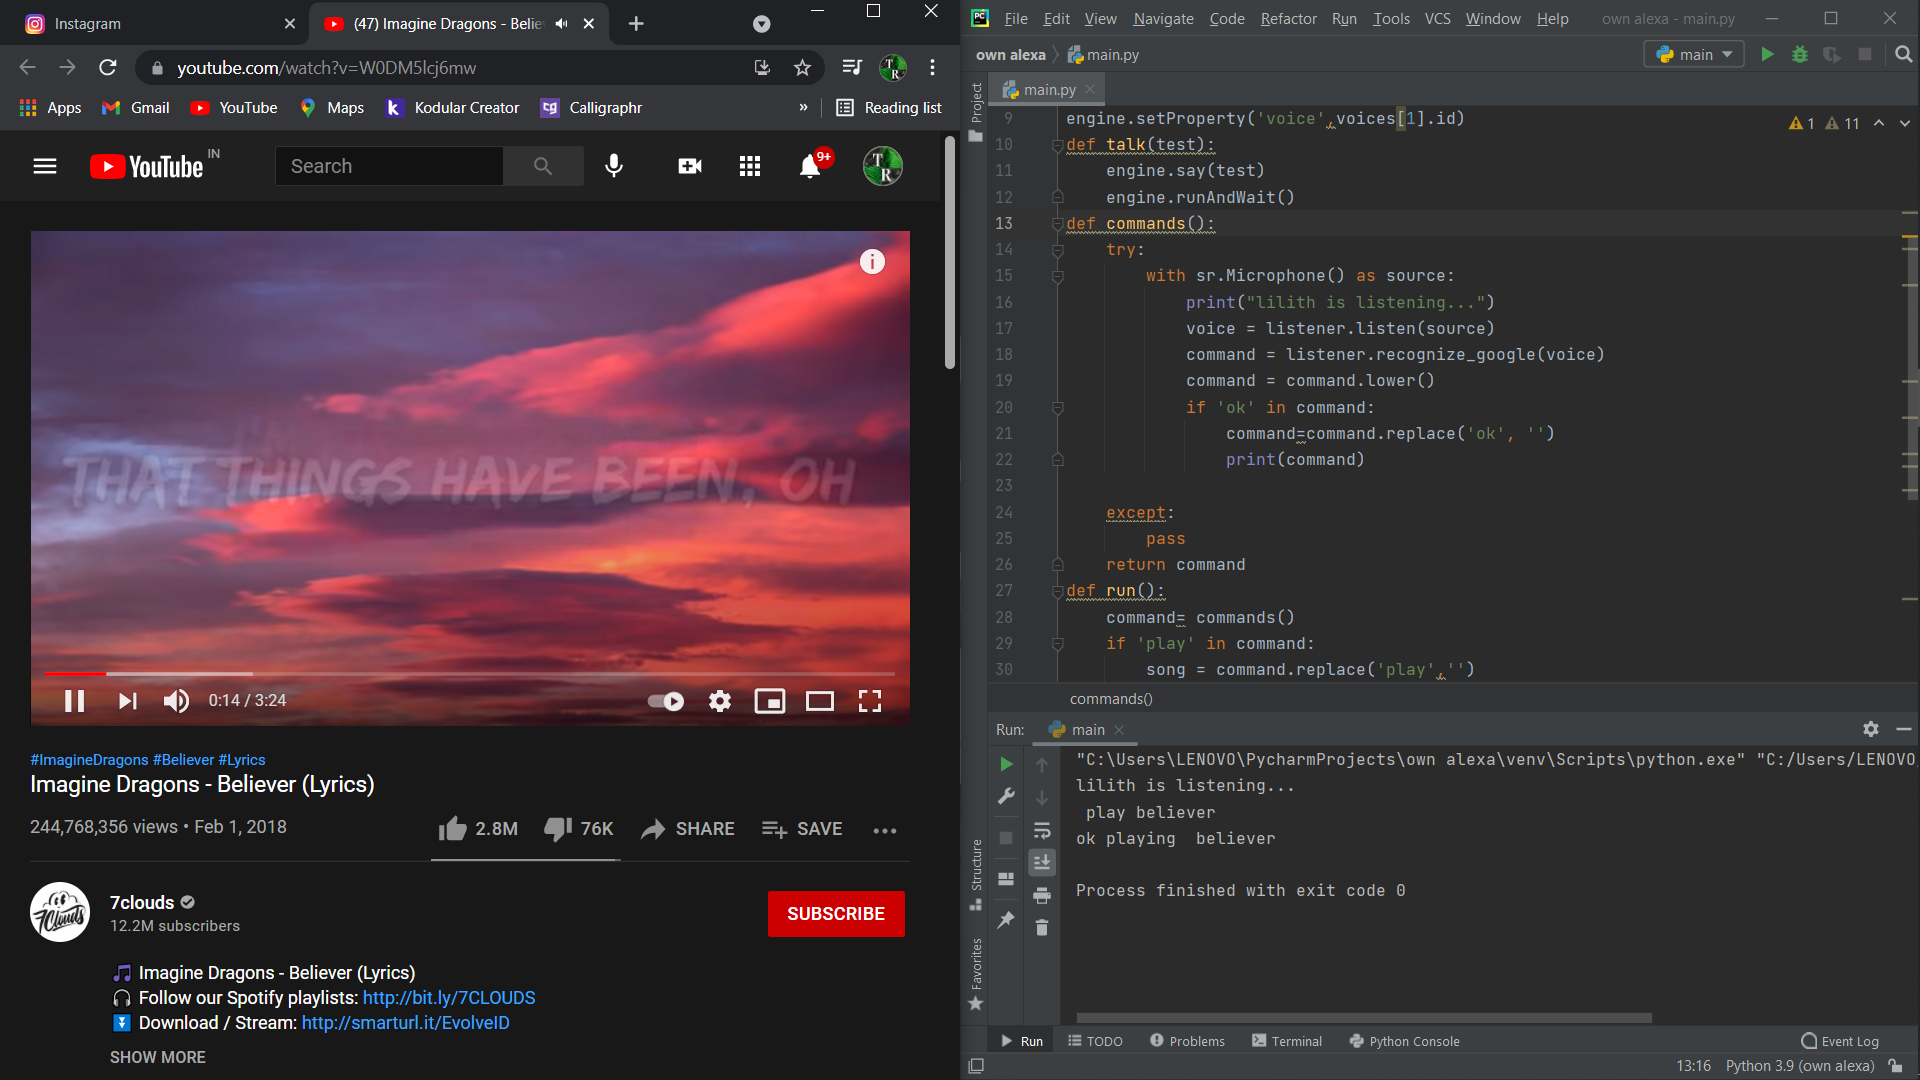 Instagram
(47) Imagine Dragons - Belie
youtube.com/watch?v=W0DM5lcj6mw
Apps
Gmail
YouTube
Maps
Kodular Creator
Calligraphr
»
Reading list
YouTube IN
Search
9+
TR
i
THAT THINGS HAVE BEEN, OH
0:14 / 3:24
#ImagineDragons #Believer #Lyrics
Imagine Dragons - Believer (Lyrics)
244,768,356 views • Feb 1, 2018
2.8M
76K
SHARE
SAVE
7clouds
12.2M subscribers
SUBSCRIBE
Imagine Dragons - Believer (Lyrics)
Follow our Spotify playlists: http://bit.ly/7CLOUDS
Download / Stream: http://smarturl.it/EvolveID
SHOW MORE
PC File Edit View Navigate Code Refactor Run Tools VCS Window Help own alexa - main.py
own alexa main.py
main
Project
main.py
1 11
9 engine.setProperty('voice',voices[1].id)
10 def talk(test):
11 engine.say(test)
12 engine.runAndWait()
13 def commands():
14 try:
15 with sr.Microphone() as source:
16 print("lilith is listening...")
17 voice = listener.listen(source)
18 command = listener.recognize_google(voice)
19 command = command.lower()
20 if 'ok' in command:
21 command=command.replace('ok', '')
22 print(command)
23
24 except:
25 pass
26 return command
27 def run():
28 command= commands()
29 if 'play' in command:
30 song = command.replace('play','')
commands()
Run: main
"C:\Users\LENOVO\PycharmProjects\own alexa\venv\Scripts\python.exe" "C:/Users/LENOVO
lilith is listening...
play believer
ok playing  believer
Process finished with exit code 0
Structure
Favorites
Run
TODO
Problems
Terminal
Python Console
Event Log
13:16 Python 3.9 (own alexa)